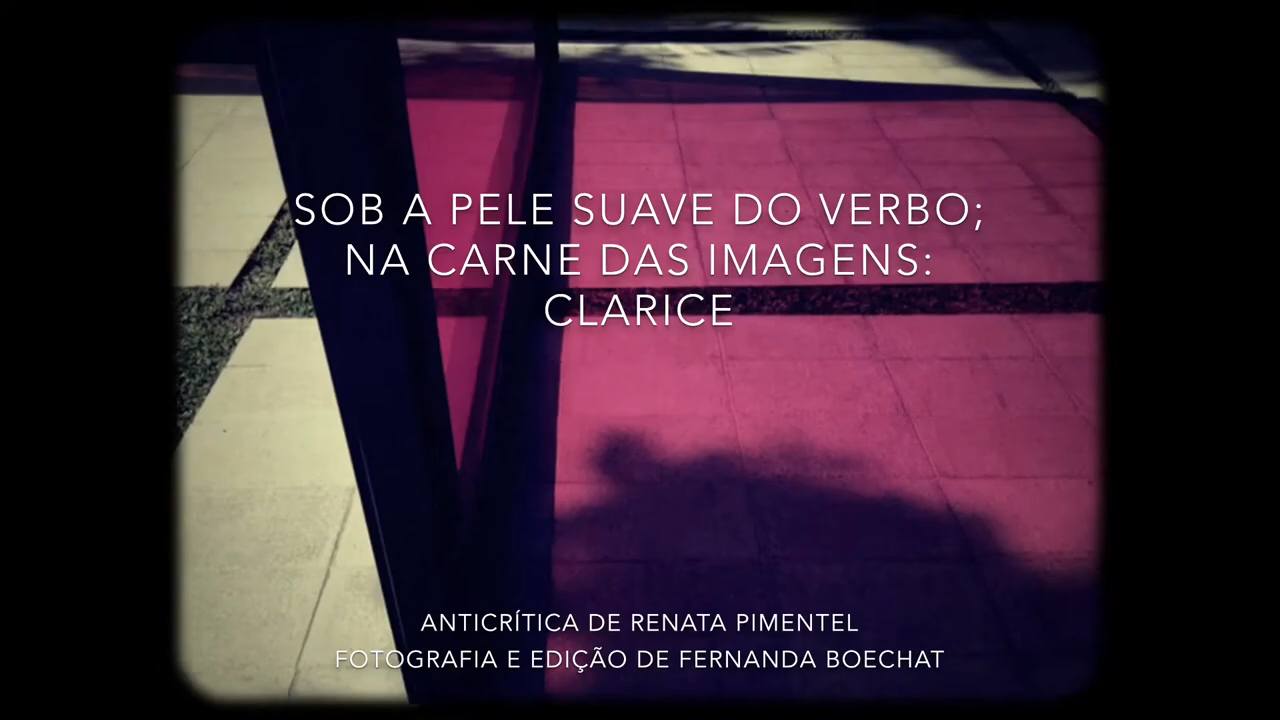 SOB A PELE SUAVE DO VERBO;
NA CARNE DAS IMAGENS:
CLARICE
ANTICRÍTICA DE RENATA PIMENTEL
FOTOGRAFIA E EDIÇÃO DE FERNANDA BOECHAT